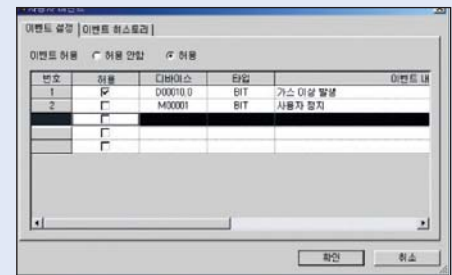 이벤트 설정 이벤트 히스토리
이벤트 허용 허용 안함 허용
번호 허용 디바이스 타입 이벤트 내
1 D00010.0 BIT 가스 이상 발생
2 M00001 BIT 사용자 정지
확인 취소